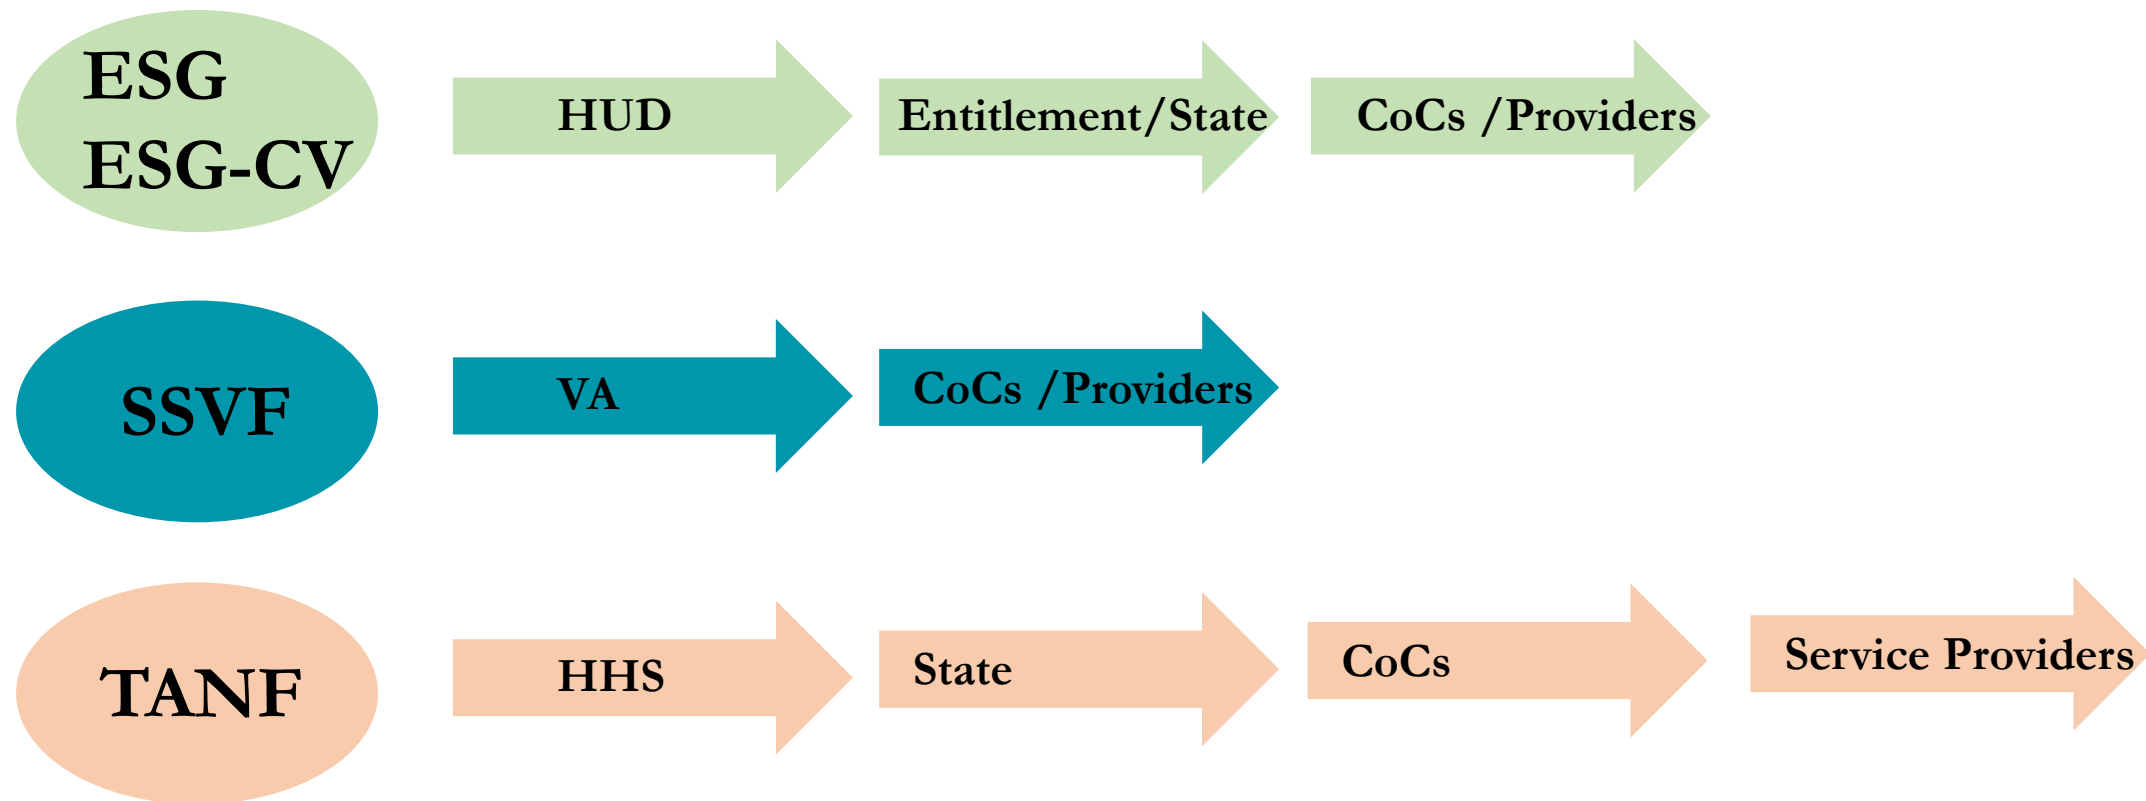 ESG
ESG-CV
HUD
Entitlement/State
CoCs /Providers
SSVF
VA
CoCs /Providers
TANF
HHS
State
CoCs
Service Providers